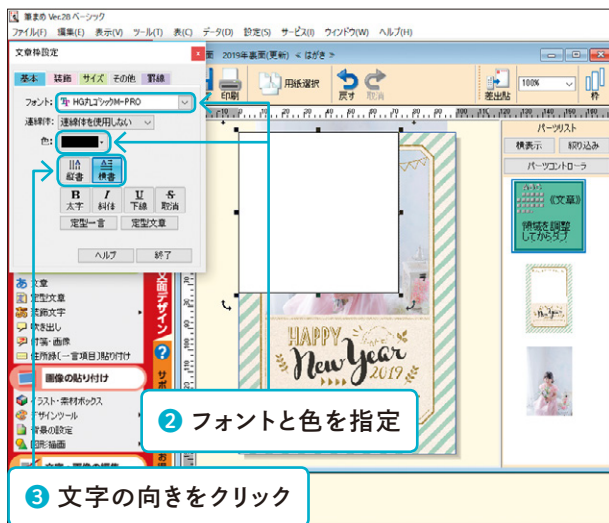 筆まめ Ver.28 ベーシック
ファイル(F) 編集(E) 表示(V) ツール(T) 表(C) データ(D) 設定(S) サービス(I) ウィンドウ(W) ヘルプ(H)
文章枠設定
面 2019年裏面(更新) < はがき >
基本 装飾 サイズ その他 罫線
印刷
用紙選択
戻す
取消
差出貼
100%
枠
フォント: HG丸ゴシックM-PRO
連綿体: 連綿体を使用しない
色:
縦書
横書
B 太字
I 斜体
U 下線
S 取消
定型一言
定型文章
ヘルプ
終了
パーツリスト
横表示
絞り込み
パーツコントローラ
《文章》
領域を調整
してからダブ
文章
定型文章
装飾文字
吹き出し
付箋・画像
住所録[一言項目]貼り付け
画像の貼り付け
イラスト・素材ボックス
デザインツール
背景の設定
図形描画
文面デザイン
サポ
HAPPY
New Year
2019
❷ フォントと色を指定
❸ 文字の向きをクリック